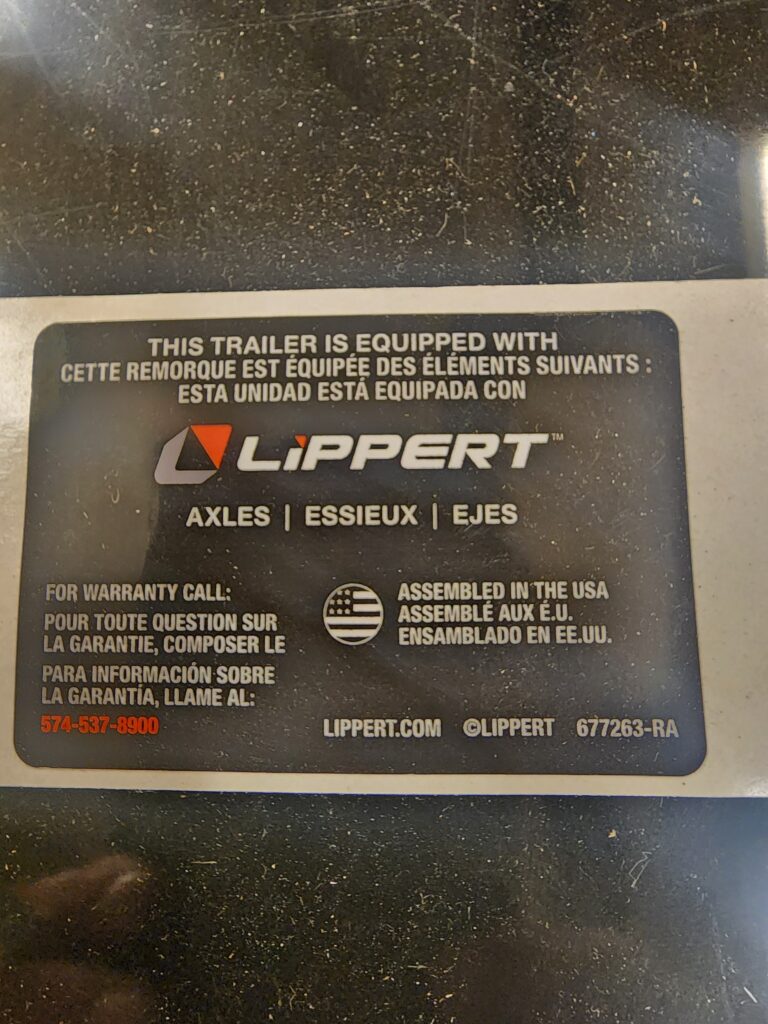 THIS TRAILER IS EQUIPPED WITH
CETTE REMORQUE EST ÉQUIPÉE DES ÉLÉMENTS SUIVANTS :
ESTA UNIDAD ESTÁ EQUIPADA CON
LIPPERT™
AXLES | ESSIEUX | EJES
FOR WARRANTY CALL:
POUR TOUTE QUESTION SUR
LA GARANTIE, COMPOSER LE
PARA INFORMACIÓN SOBRE
LA GARANTÍA, LLAME AL:
574-537-8900
ASSEMBLED IN THE USA
ASSEMBLÉ AUX É.U.
ENSAMBLADO EN EE.UU.
LIPPERT.COM ©LIPPERT 677263-RA